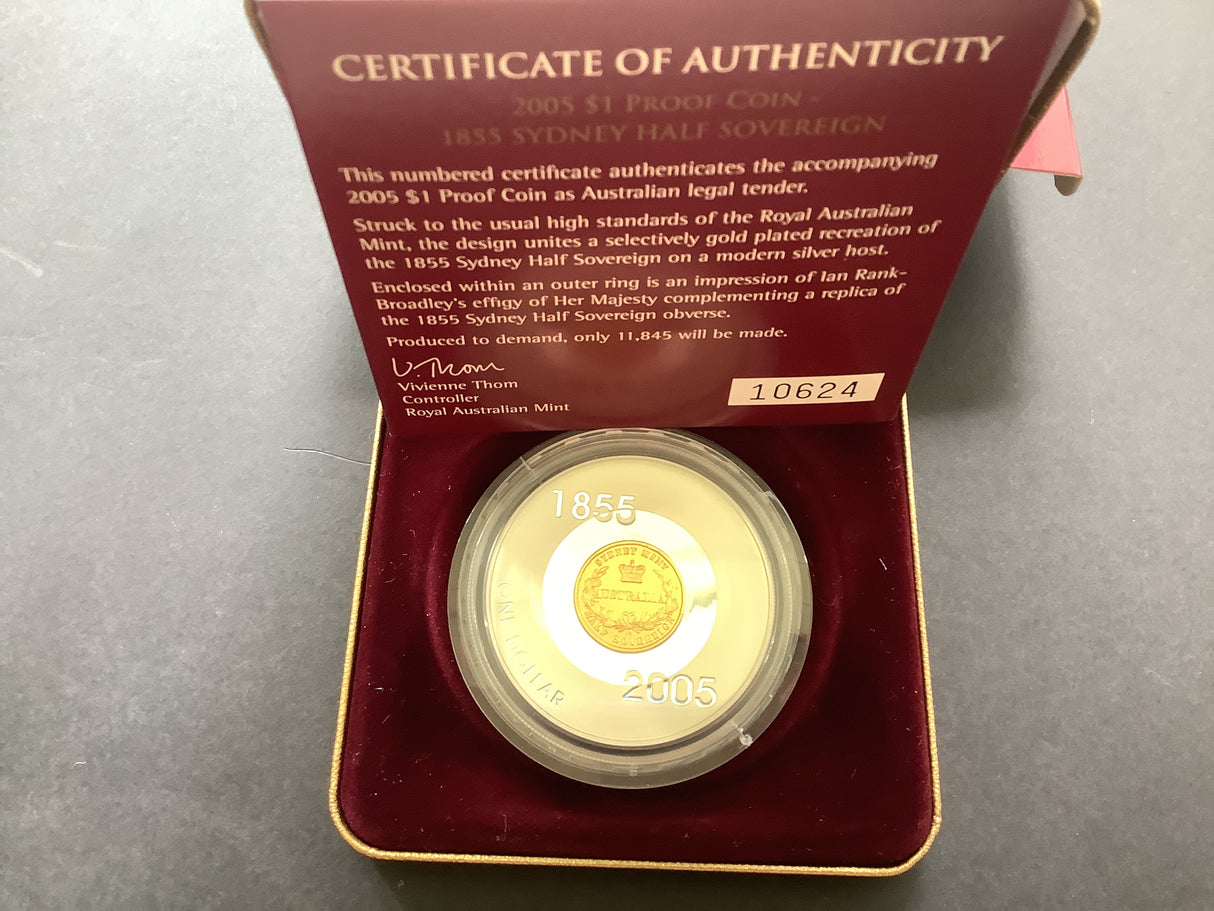 CERTIFICATE OF AUTHENTICITY
2005 $1 PROOF COIN -
1855 SYDNEY HALF SOVEREIGN
This numbered certificate authenticates the accompanying
2005 $1 Proof Coin as Australian legal tender.
Struck to the usual high standards of the Royal Australian
Mint, the design unites a selectively gold plated recreation of
the 1855 Sydney Half Sovereign on a modern silver host.
Enclosed within an outer ring is an impression of Ian Rank-
Broadley's effigy of Her Majesty complementing a replica of
the 1855 Sydney Half Sovereign obverse.
Produced to demand, only 11,845 will be made.
V. Thom
Vivienne Thom
Controller
Royal Australian Mint
10624
1855
SYDNEY MINT
AUSTRALIA
HALF SOVEREIGN
ONE DOLLAR
2005